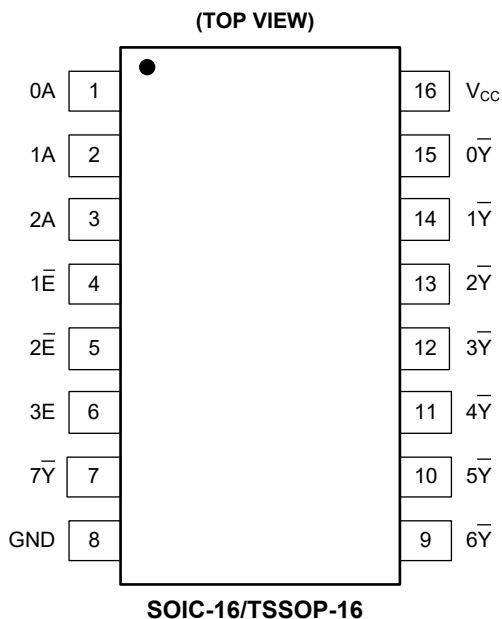 (TOP VIEW)
0A 1 16 V_CC
1A 2 15 0Y̅
2A 3 14 1Y̅
1E̅ 4 13 2Y̅
2E̅ 5 12 3Y̅
3E 6 11 4Y̅
7Y̅ 7 10 5Y̅
GND 8 9 6Y̅
SOIC-16/TSSOP-16